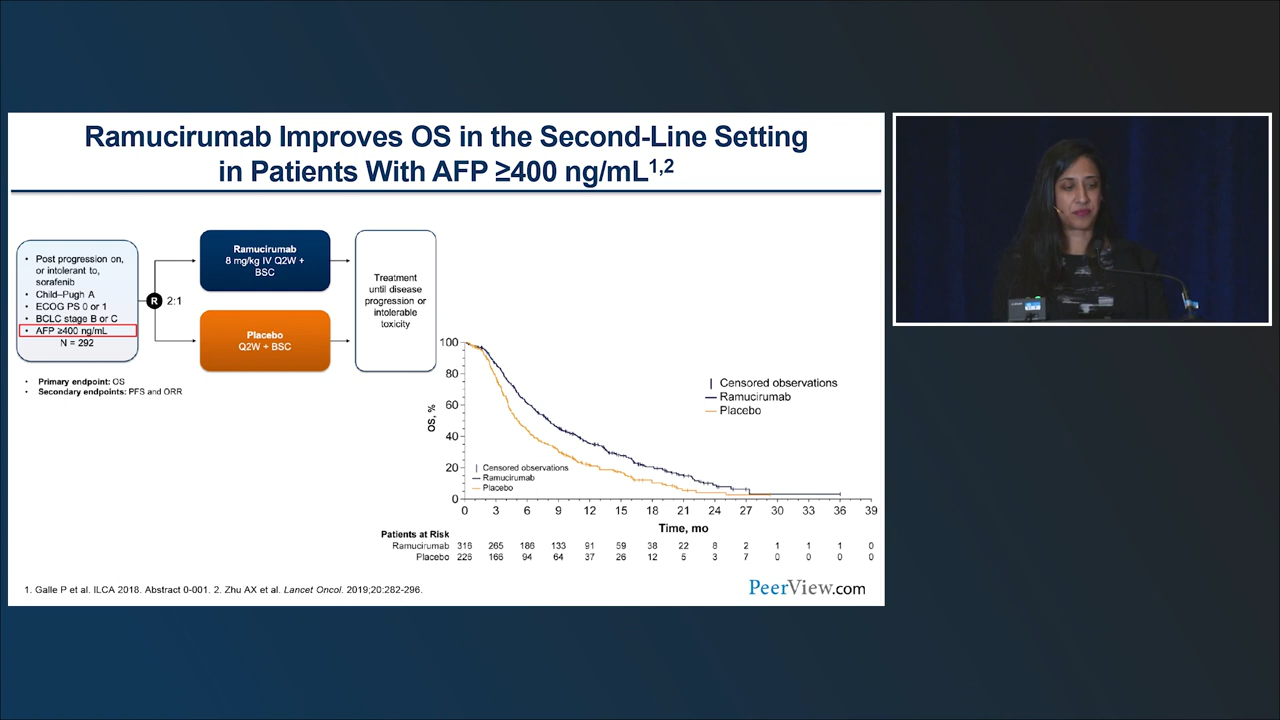 Ramucirumab Improves OS in the Second-Line Setting
in Patients With AFP ≥400 ng/mL1,2
• Post progression on,
or intolerant to,
sorafenib
• Child–Pugh A
• ECOG PS 0 or 1
• BCLC stage B or C
• AFP ≥400 ng/mL
N = 292
R 2:1
Ramucirumab
8 mg/kg IV Q2W +
BSC
Placebo
Q2W + BSC
Treatment
until disease
progression or
intolerable
toxicity
• Primary endpoint: OS
• Secondary endpoints: PFS and ORR
OS, %
100
80
60
40
20
0
Censored observations
Ramucirumab
Placebo
Censored observations
Ramucirumab
Placebo
0 3 6 9 12 15 18 21 24 27 30 33 36 39
Time, mo
Patients at Risk
Ramucirumab 316 265 186 133 91 59 38 22 8 2 1 1 1 0
Placebo 226 166 94 64 37 26 12 5 3 7 0 0 0 0
1. Galle P et al. ILCA 2018. Abstract 0-001. 2. Zhu AX et al. Lancet Oncol. 2019;20:282-296.
PeerView.com